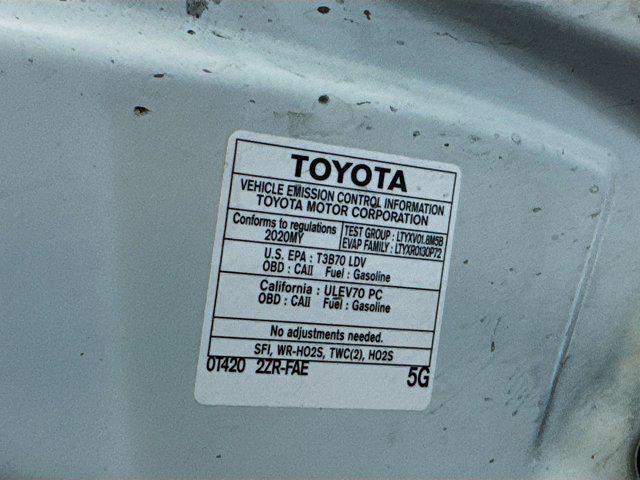 TOYOTA
VEHICLE EMISSION CONTROL INFORMATION
TOYOTA MOTOR CORPORATION
Conforms to regulations
2020MY
TEST GROUP : LTYXV01.8M5B
EVAP FAMILY : LTYXR0130P72
U.S. EPA : T3B70 LDV
OBD : CAII Fuel : Gasoline
California : ULEV70 PC
OBD : CAII Fuel : Gasoline
No adjustments needed.
SFI, WR-HO2S, TWC(2), HO2S
01420 2ZR-FAE 5G